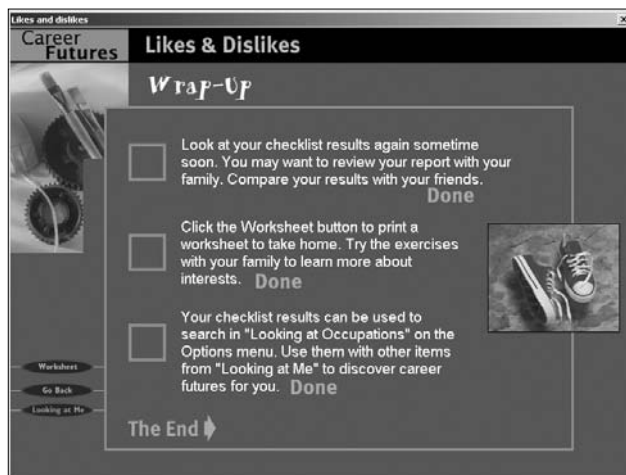 Likes and dislikes
Career
Futures
Likes & Dislikes
Wrap-Up
Look at your checklist results again sometime
soon. You may want to review your report with your
family. Compare your results with your friends.
Done
Click the Worksheet button to print a
worksheet to take home. Try the exercises
with your family to learn more about
interests. Done
Your checklist results can be used to
search in "Looking at Occupations" on the
Options menu. Use them with other items
from "Looking at Me" to discover career
futures for you. Done
Worksheet
Go Back
Looking at Me
The End